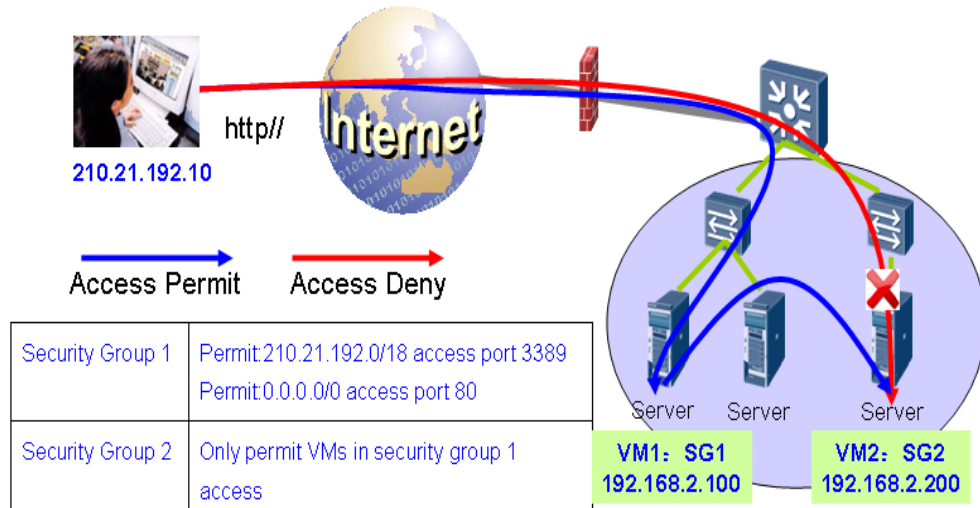 http//
Internet
210.21.192.10
Access Permit
Access Deny
Security Group 1
Permit:210.21.192.0/18 access port 3389
Permit:0.0.0.0/0 access port 80
Security Group 2
Only permit VMs in security group 1
access
Server
Server
Server
VM1: SG1
192.168.2.100
VM2: SG2
192.168.2.200